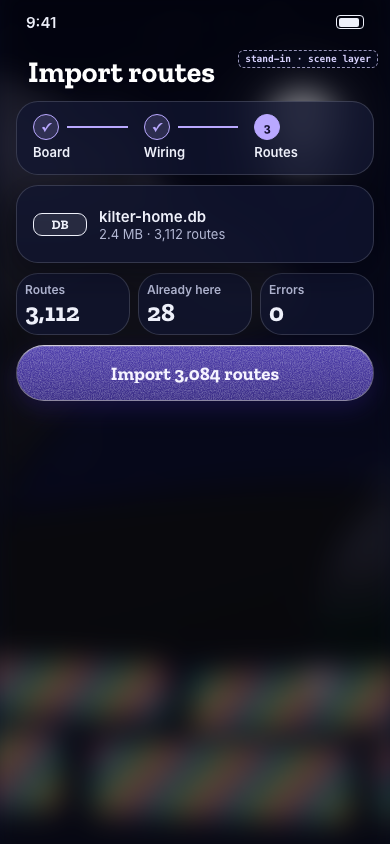 9:41
stand-in · scene layer
Import routes
✓ ✓ 3
Board Wiring Routes
DB
kilter-home.db
2.4 MB · 3,112 routes
Routes Already here Errors
3,112 28 0
Import 3,084 routes